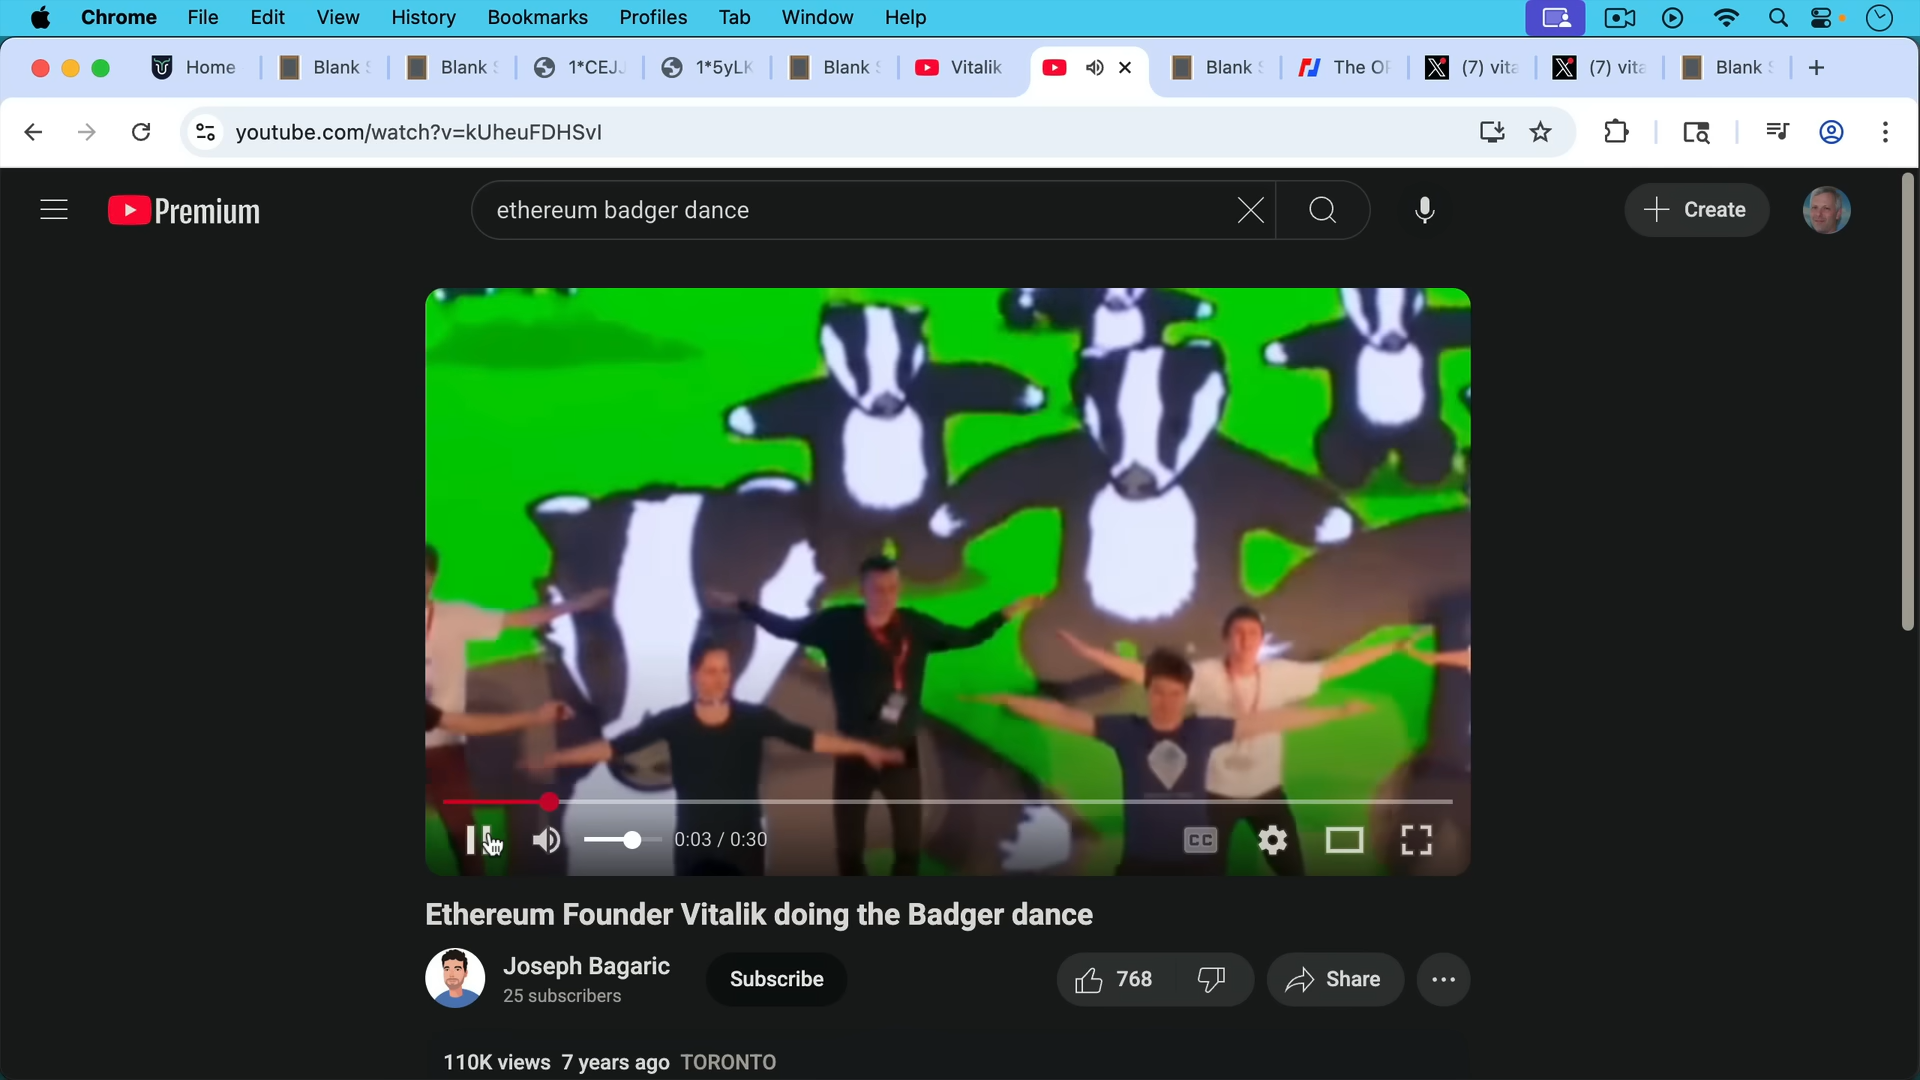 Chrome File Edit View History Bookmarks Profiles Tab Window Help
Home Blank S Blank S 1*CEJJ 1*5yLK Blank S Vitalik Blank S The OP (7) vita (7) vita Blank S
youtube.com/watch?v=kUheuFDHSvI
Premium
ethereum badger dance
Create
0:03 / 0:30
CC
Ethereum Founder Vitalik doing the Badger dance
Joseph Bagaric
25 subscribers
Subscribe
768
Share
110K views 7 years ago TORONTO